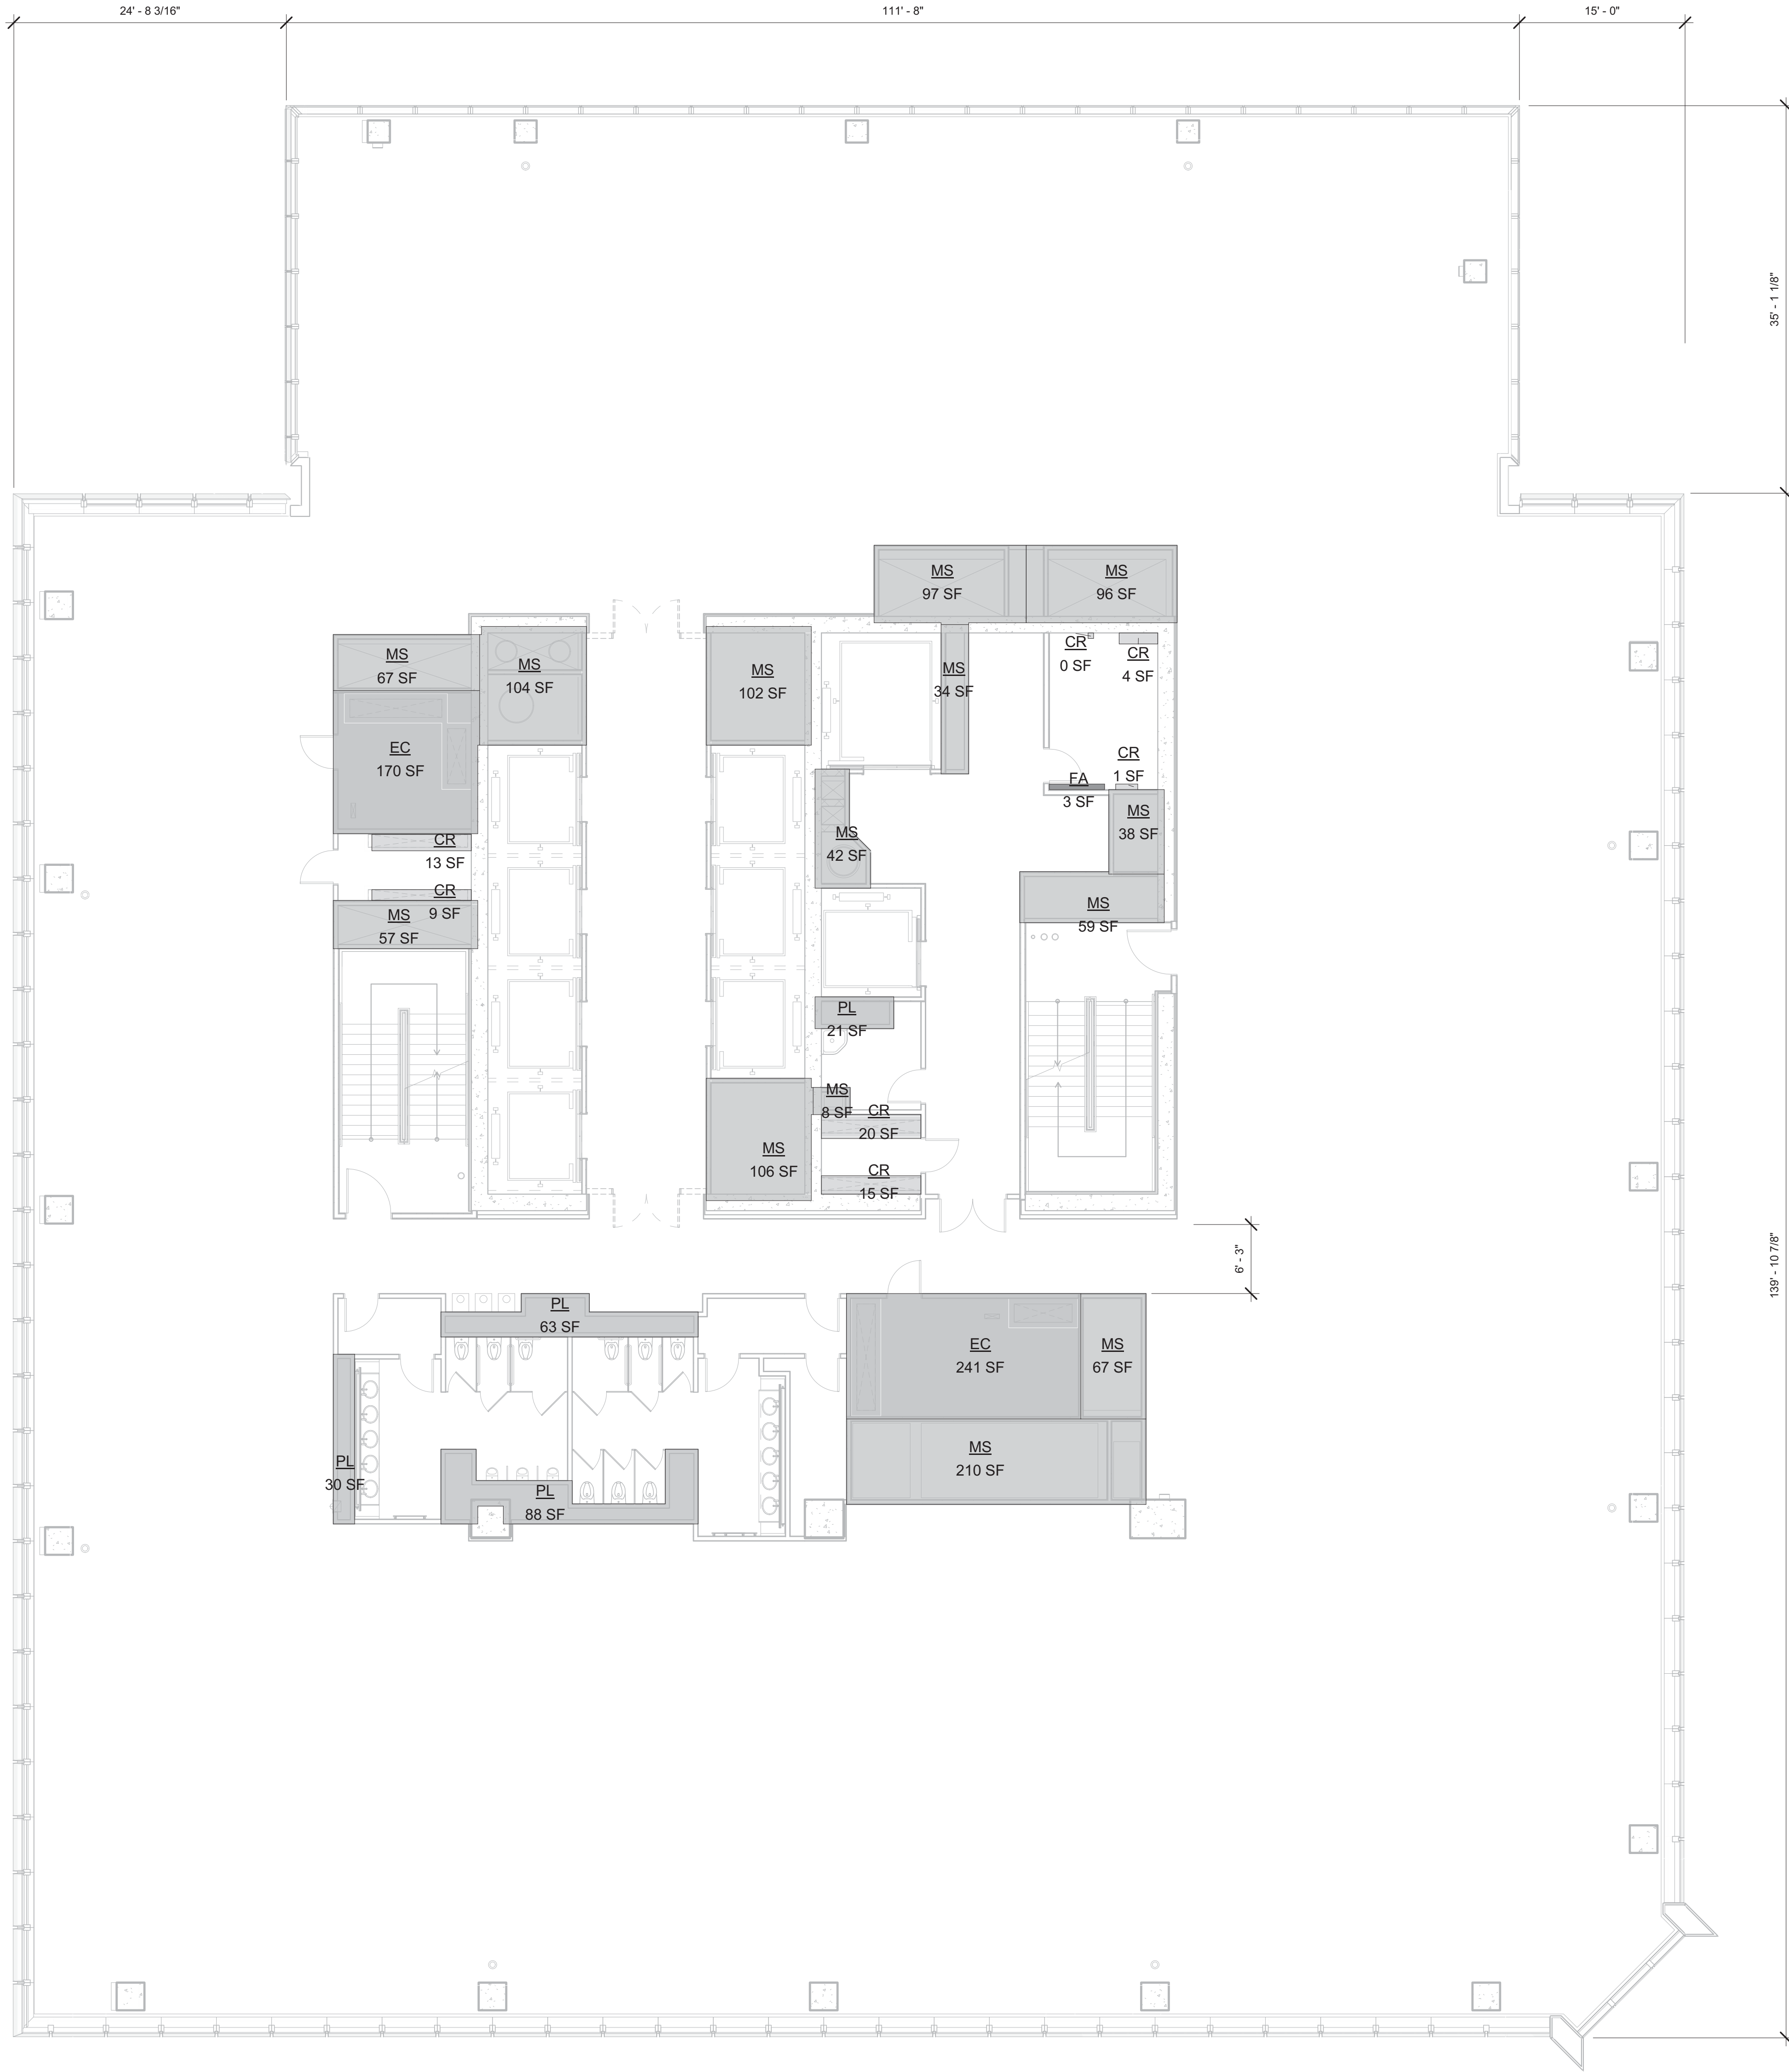 24' - 8 3/16"
111' - 8"
15' - 0"
35' - 1 1/8"
MS
97 SF
MS
96 SF
MS
67 SF
MS
104 SF
MS
102 SF
MS
34 SF
CR
0 SF
CR
4 SF
EC
170 SF
CR
1 SF
FA
3 SF
MS
38 SF
CR
13 SF
MS
42 SF
CR
9 SF
MS
57 SF
MS
59 SF
PL
21 SF
MS
8 SF
CR
20 SF
MS
106 SF
CR
15 SF
6' - 3"
139' - 10 7/8"
PL
63 SF
EC
241 SF
MS
67 SF
PL
30 SF
MS
210 SF
PL
88 SF